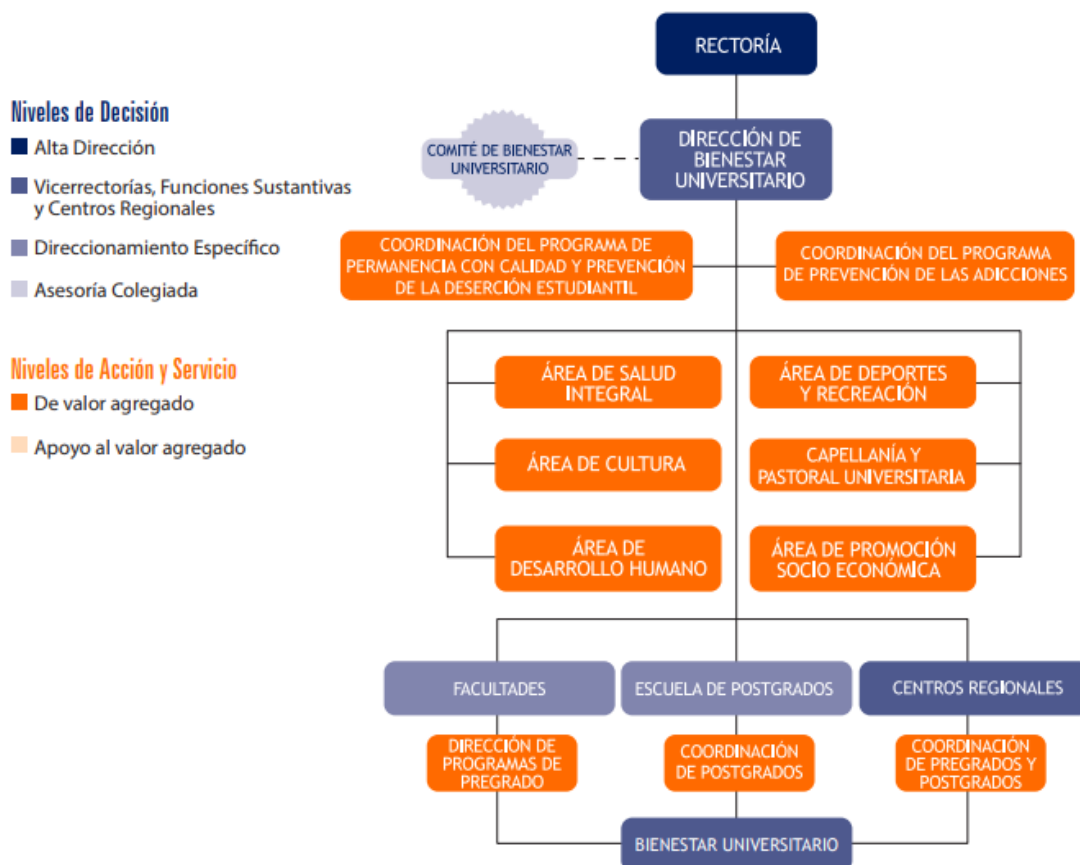 RECTORÍA
Niveles de Decisión
Alta Dirección
Vicerrectorías, Funciones Sustantivas
y Centros Regionales
Direccionamiento Específico
Asesoría Colegiada
Niveles de Acción y Servicio
De valor agregado
Apoyo al valor agregado
COMITÉ DE BIENESTAR
UNIVERSITARIO
DIRECCIÓN DE
BIENESTAR
UNIVERSITARIO
COORDINACIÓN DEL PROGRAMA DE
PERMANENCIA CON CALIDAD Y PREVENCIÓN
DE LA DESERCIÓN ESTUDIANTIL
COORDINACIÓN DEL PROGRAMA
DE PREVENCIÓN DE LAS ADICCIONES
ÁREA DE SALUD
INTEGRAL
ÁREA DE DEPORTES
Y RECREACIÓN
ÁREA DE CULTURA
CAPELLANÍA Y
PASTORAL UNIVERSITARIA
ÁREA DE
DESARROLLO HUMANO
ÁREA DE PROMOCIÓN
SOCIO ECONÓMICA
FACULTADES
ESCUELA DE POSTGRADOS
CENTROS REGIONALES
DIRECCIÓN DE
PROGRAMAS DE
PREGRADO
COORDINACIÓN
DE POSTGRADOS
COORDINACIÓN
DE PREGRADOS Y
POSTGRADOS
BIENESTAR UNIVERSITARIO